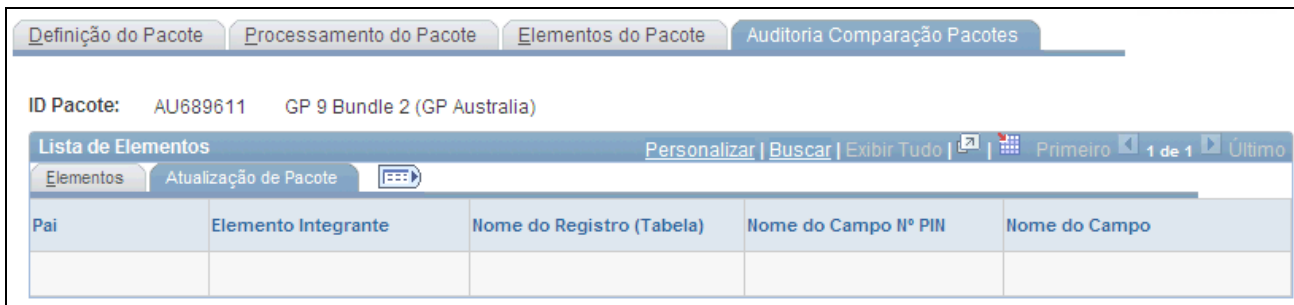 Definição do Pacote Processamento do Pacote Elementos do Pacote Auditoria Comparação Pacotes
ID Pacote: AU689611 GP 9 Bundle 2 (GP Australia)
Lista de Elementos Personalizar | Buscar | Exibir Tudo | | Primeiro 1 de 1 Último
Elementos Atualização de Pacote
Pai Elemento Integrante Nome do Registro (Tabela) Nome do Campo Nº PIN Nome do Campo